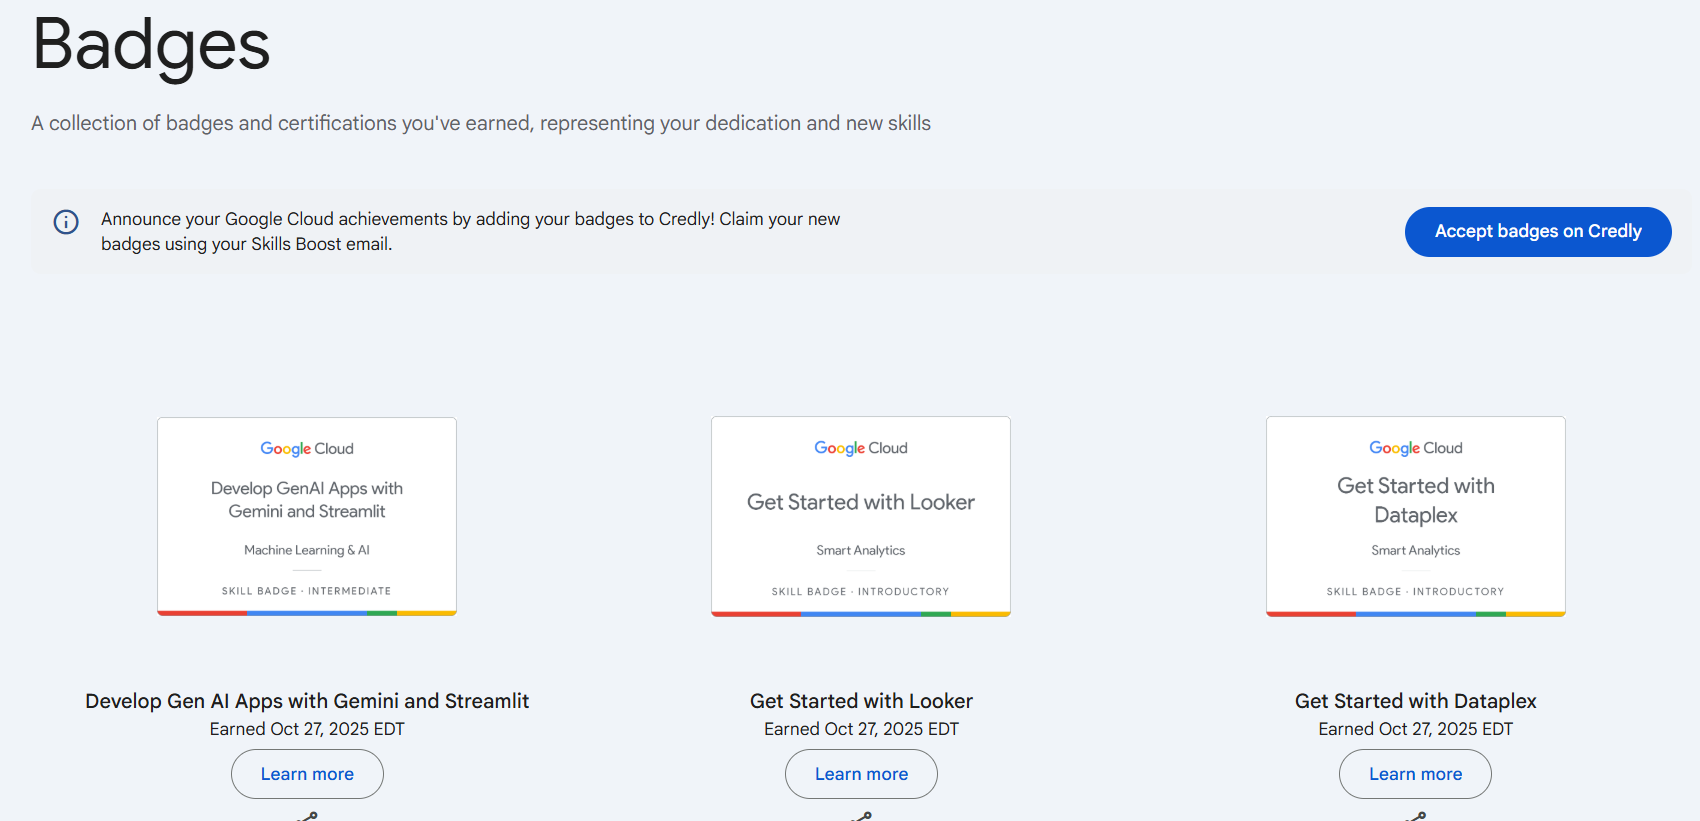 Badges
A collection of badges and certifications you've earned, representing your dedication and new skills
Announce your Google Cloud achievements by adding your badges to Credly! Claim your new
badges using your Skills Boost email.
Accept badges on Credly
Google Cloud
Develop GenAI Apps with
Gemini and Streamlit
Machine Learning & AI
SKILL BADGE · INTERMEDIATE
Develop Gen AI Apps with Gemini and Streamlit
Earned Oct 27, 2025 EDT
Learn more
Google Cloud
Get Started with Looker
Smart Analytics
SKILL BADGE · INTRODUCTORY
Get Started with Looker
Earned Oct 27, 2025 EDT
Learn more
Google Cloud
Get Started with
Dataplex
Smart Analytics
SKILL BADGE · INTRODUCTORY
Get Started with Dataplex
Earned Oct 27, 2025 EDT
Learn more